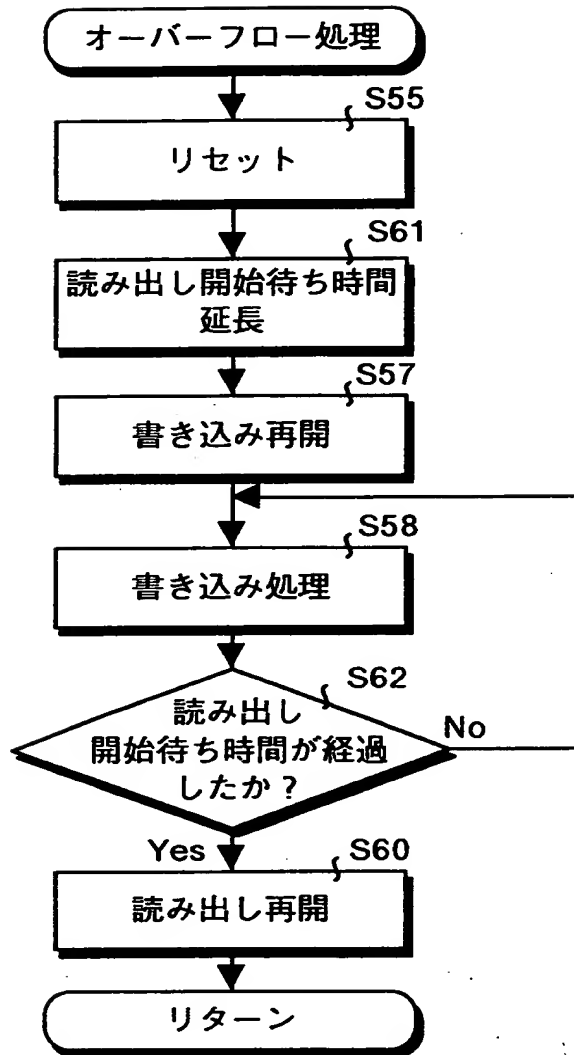 オーバーフロー処理
S55
リセット
S61
読み出し開始待ち時間
延長
S57
書き込み再開
S58
書き込み処理
S62
読み出し
開始待ち時間が経過
したか?
No
Yes
S60
読み出し再開
リターン